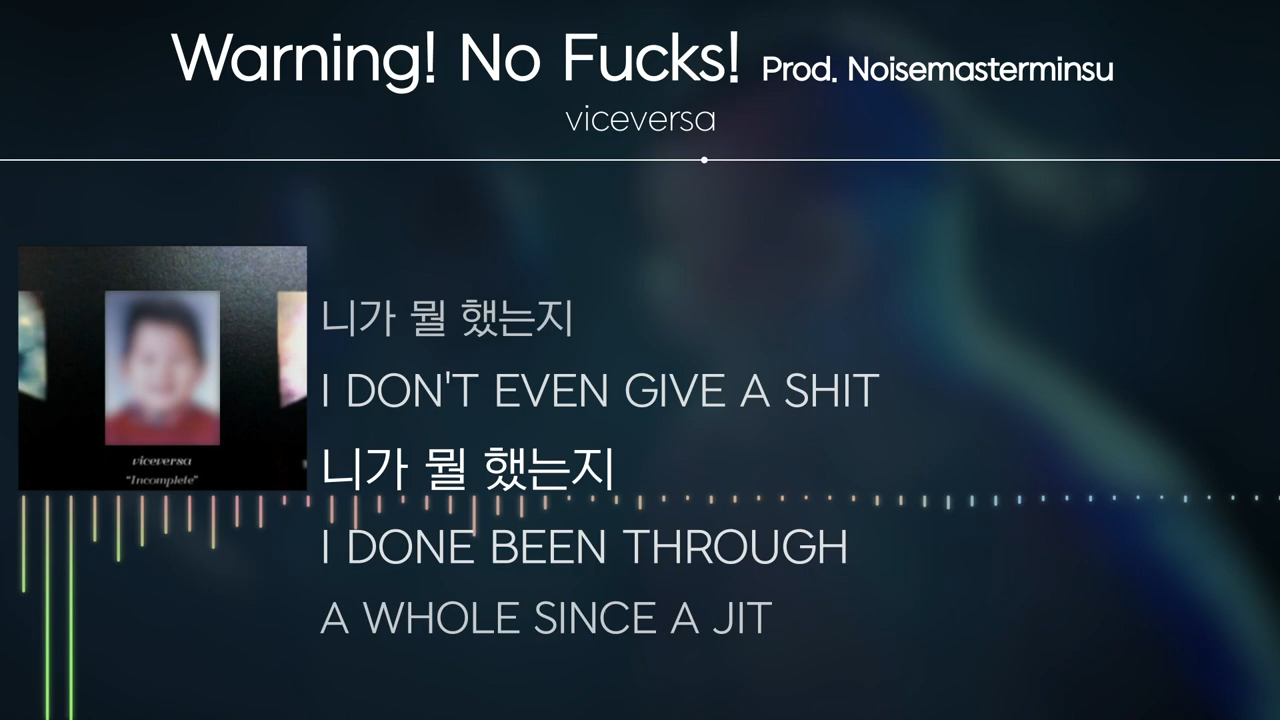 Warning! No Fucks! Prod. Noisemasterminsu
viceversa
니가 뭘 했는지
I DON'T EVEN GIVE A SHIT
니가 뭘 했는지
I DONE BEEN THROUGH
A WHOLE SINCE A JIT
viceversa
"Incomplete"